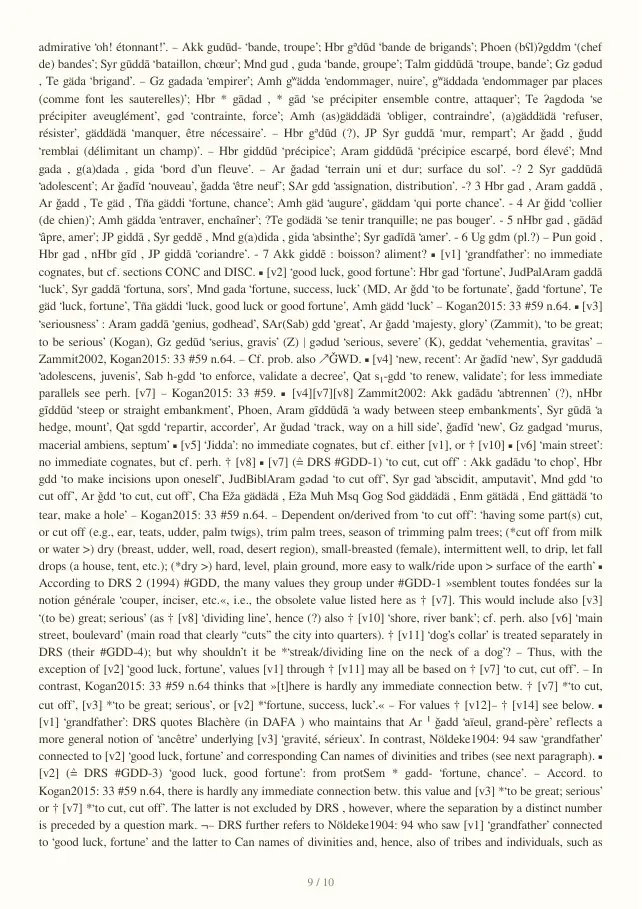 admirative ‘oh! étonnant!’. – Akk gudūd- ‘bande, troupe’; Hbr gᵊdūd ‘bande de brigands’; Phoen (bʕl)ʔgddm ‘(chef
de) bandes’; Syr gūddā ‘bataillon, chœur’; Mnd gud , guda ‘bande, groupe’; Talm giddūdā ‘troupe, bande’; Gz gədud
, Te gäda ‘brigand’. – Gz gadada ‘empirer’; Amh gʷädda ‘endommager, nuire’, gʷäddada ‘endommager par places
(comme font les sauterelles)’; Hbr * gādad , * gād ‘se précipiter ensemble contre, attaquer’; Te ʔagdoda ‘se
précipiter aveuglément’, gəd ‘contrainte, force’; Amh (as)gäddädä ‘obliger, contraindre’, (a)gäddädä ‘refuser,
résister’, gäddädä ‘manquer, être nécessaire’. – Hbr gᵊdūd (?), JP Syr guddā ‘mur, rempart’; Ar ǧadd , ǧudd
‘remblai (délimitant un champ)’. – Hbr giddūd ‘précipice’; Aram giddūdā ‘précipice escarpé, bord élevé’; Mnd
gada , g(a)dada , gida ‘bord d’un fleuve’. – Ar ǧadad ‘terrain uni et dur; surface du sol’. -? 2 Syr gaddūdā
‘adolescent’; Ar ǧadīd ‘nouveau’, ǧadda ‘être neuf’; SAr gdd ‘assignation, distribution’. -? 3 Hbr gad , Aram gaddā ,
Ar ǧadd , Te gäd , Tña gäddi ‘fortune, chance’; Amh gäd ‘augure’, gäddam ‘qui porte chance’. - 4 Ar ǧidd ‘collier
(de chien)’; Amh gädda ‘entraver, enchaîner’; ?Te godädä ‘se tenir tranquille; ne pas bouger’. - 5 nHbr gad , gādād
‘âpre, amer’; JP giddā , Syr geddē , Mnd g(a)dida , gida ‘absinthe’; Syr gadīdā ‘amer’. - 6 Ug gdm (pl.?) – Pun goid ,
Hbr gad , nHbr gīd , JP giddā ‘coriandre’. - 7 Akk giddē : boisson? aliment? ▪ [v1] ‘grandfather’: no immediate
cognates, but cf. sections CONC and DISC. ▪ [v2] ‘good luck, good fortune’: Hbr gad ‘fortune’, JudPalAram gaddā
‘luck’, Syr gaddā ‘fortuna, sors’, Mnd gada ‘fortune, success, luck’ (MD, Ar ǧdd ‘to be fortunate’, ǧadd ‘fortune’, Te
gäd ‘luck, fortune’, Tña gäddi ‘luck, good luck or good fortune’, Amh gädd ‘luck’ – Kogan2015: 33 #59 n.64. ▪ [v3]
‘seriousness’ : Aram gaddā ‘genius, godhead’, SAr(Sab) gdd ‘great’, Ar ǧadd ‘majesty, glory’ (Zammit), ‘to be great;
to be serious’ (Kogan), Gz gedūd ‘serius, gravis’ (Z) | gədud ‘serious, severe’ (K), geddat ‘vehementia, gravitas’ –
Zammit2002, Kogan2015: 33 #59 n.64. – Cf. prob. also ↗ǦWD. ▪ [v4] ‘new, recent’: Ar ǧadīd ‘new’, Syr gaddudā
‘adolescens, juvenis’, Sab h-gdd ‘to enforce, validate a decree’, Qat s₁-gdd ‘to renew, validate’; for less immediate
parallels see perh. [v7] – Kogan2015: 33 #59. ▪ [v4][v7][v8] Zammit2002: Akk gadādu ‘abtrennen’ (?), nHbr
gīddūd ‘steep or straight embankment’, Phoen, Aram gīddūdā ‘a wady between steep embankments’, Syr gūdā ‘a
hedge, mount’, Qat sgdd ‘repartir, accorder’, Ar ǧudad ‘track, way on a hill side’, ǧadīd ‘new’, Gz gadgad ‘murus,
macerial ambiens, septum’ ▪ [v5] ‘Jidda’: no immediate cognates, but cf. either [v1], or † [v10] ▪ [v6] ‘main street’:
no immediate cognates, but cf. perh. † [v8] ▪ [v7] (≙ DRS #GDD-1) ‘to cut, cut off’ : Akk gadādu ‘to chop’, Hbr
gdd ‘to make incisions upon oneself’, JudBiblAram gədad ‘to cut off’, Syr gad ‘abscidit, amputavit’, Mnd gdd ‘to
cut off’, Ar ǧdd ‘to cut, cut off’, Cha Eža gädädä , Eža Muh Msq Gog Sod gäddädä , Enm gätädä , End gättädä ‘to
tear, make a hole’ – Kogan2015: 33 #59 n.64. – Dependent on/derived from ‘to cut off’: ‘having some part(s) cut,
or cut off (e.g., ear, teats, udder, palm twigs), trim palm trees, season of trimming palm trees; (*cut off from milk
or water >) dry (breast, udder, well, road, desert region), small-breasted (female), intermittent well, to drip, let fall
drops (a house, tent, etc.); (*dry >) hard, level, plain ground, more easy to walk/ride upon > surface of the earth’ ▪
According to DRS 2 (1994) #GDD, the many values they group under #GDD-1 »semblent toutes fondées sur la
notion générale ‘couper, inciser, etc.«, i.e., the obsolete value listed here as † [v7]. This would include also [v3]
‘(to be) great; serious’ (as † [v8] ‘dividing line’, hence (?) also † [v10] ‘shore, river bank’; cf. perh. also [v6] ‘main
street, boulevard’ (main road that clearly “cuts” the city into quarters). † [v11] ‘dog’s collar’ is treated separately in
DRS (their #GDD-4); but why shouldn’t it be *‘streak/dividing line on the neck of a dog’? – Thus, with the
exception of [v2] ‘good luck, fortune’, values [v1] through † [v11] may all be based on † [v7] ‘to cut, cut off’. – In
contrast, Kogan2015: 33 #59 n.64 thinks that »[t]here is hardly any immediate connection betw. † [v7] *‘to cut,
cut off’, [v3] *‘to be great; serious’, or [v2] *‘fortune, success, luck’.« – For values † [v12]– † [v14] see below. ▪
[v1] ‘grandfather’: DRS quotes Blachère (in DAFA ) who maintains that Ar ¹ ǧadd ‘aïeul, grand-père’ reflects a
more general notion of ‘ancêtre’ underlying [v3] ‘gravité, sérieux’. In contrast, Nöldeke1904: 94 saw ‘grandfather’
connected to [v2] ‘good luck, fortune’ and corresponding Can names of divinities and tribes (see next paragraph). ▪
[v2] (≙ DRS #GDD-3) ‘good luck, good fortune’: from protSem * gadd- ‘fortune, chance’. – Accord. to
Kogan2015: 33 #59 n.64, there is hardly any immediate connection betw. this value and [v3] *‘to be great; serious’
or † [v7] *‘to cut, cut off’. The latter is not excluded by DRS , however, where the separation by a distinct number
is preceded by a question mark. ¬– DRS further refers to Nöldeke1904: 94 who saw [v1] ‘grandfather’ connected
to ‘good luck, fortune’ and the latter to Can names of divinities and, hence, also of tribes and individuals, such as
9 / 10